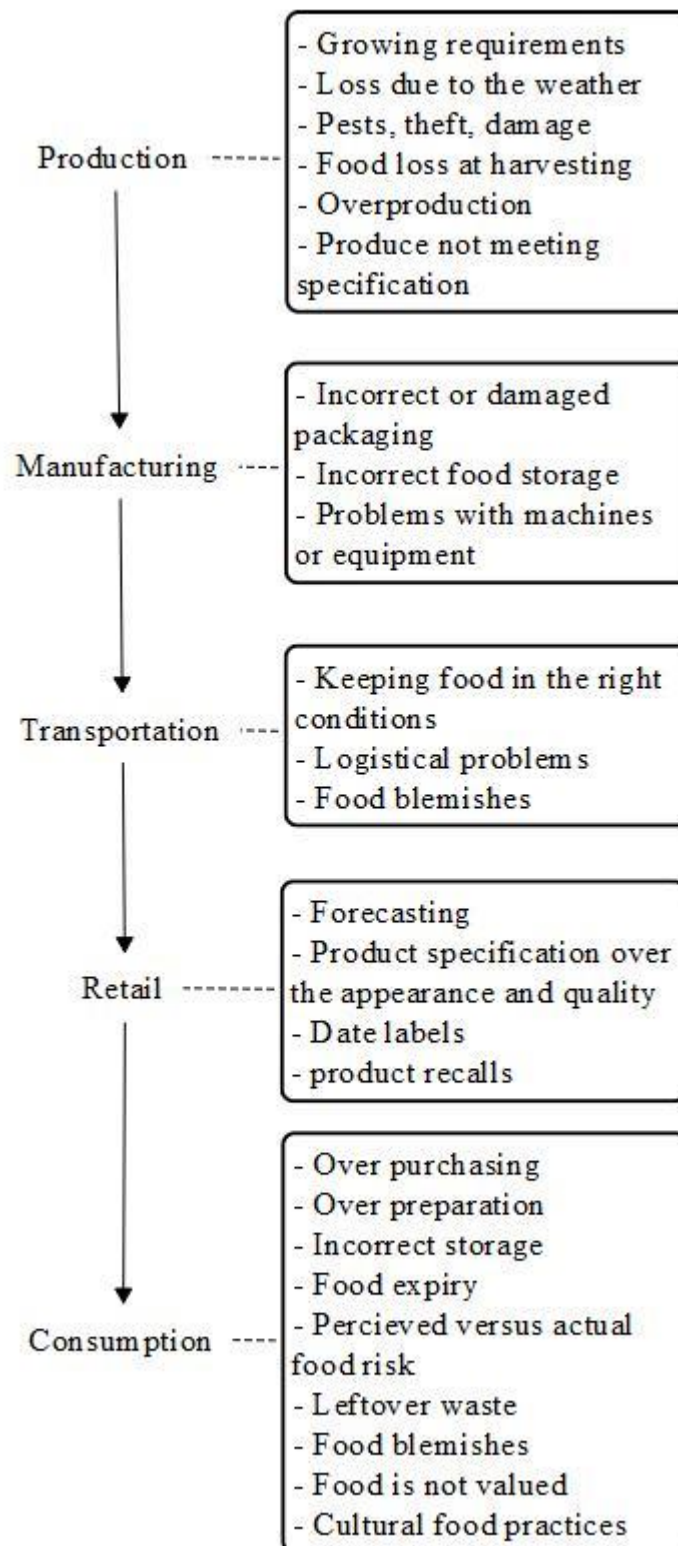 - Growing requirements
- Loss due to the weather
- Pests, theft, damage
Production
- Food loss at harvesting
- Overproduction
- Produce not meeting
specification
- Incorrect or damaged
packaging
Manufacturing
- Incorrect food storage
- Problems with machines
or equipment
- Keeping food in the right
conditions
Transportation
- Logistical problems
- Food blemishes
- Forecasting
- Product specification over
Retail
the appearance and quality
- Date labels
- product recalls
- Over purchasing
- Over preparation
- Incorrect storage
- Food expiry
Consumption
- Percieved versus actual
food risk
- Leftover waste
- Food blemishes
- Food is not valued
- Cultural food practices